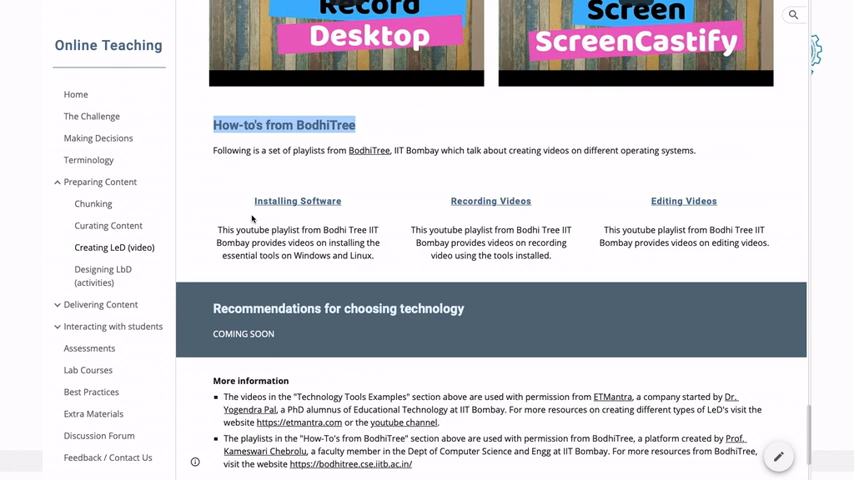 Record
Desktop
Screen
ScreenCastify
Online Teaching
Home
The Challenge
Making Decisions
Terminology
Preparing Content
Chunking
Curating Content
Creating LeD (video)
Designing LbD
(activities)
Delivering Content
Interacting with students
Assessments
Lab Courses
Best Practices
Extra Materials
Discussion Forum
Feedback / Contact Us
How-to's from BodhiTree
Following is a set of playlists from BodhiTree, IIT Bombay which talk about creating videos on different operating systems.
Installing Software
This youtube playlist from Bodhi Tree IIT
Bombay provides videos on installing the
essential tools on Windows and Linux.
Recording Videos
This youtube playlist from Bodhi Tree IIT
Bombay provides videos on recording
video using the tools installed.
Editing Videos
This youtube playlist from Bodhi Tree IIT
Bombay provides videos on editing videos.
Recommendations for choosing technology
COMING SOON
More information
▪ The videos in the "Technology Tools Examples" section above are used with permission from ETMantra, a company started by Dr.
Yogendra Pal, a PhD alumnus of Educational Technology at IIT Bombay. For more resources on creating different types of LeD's visit the
website https://etmantra.com or the youtube channel.
▪ The playlists in the "How-To's from BodhiTree" section above are used with permission from BodhiTree, a platform created by Prof.
Kameswari Chebrolu, a faculty member in the Dept of Computer Science and Engg at IIT Bombay. For more resources from BodhiTree,
visit the website https://bodhitree.cse.iitb.ac.in/